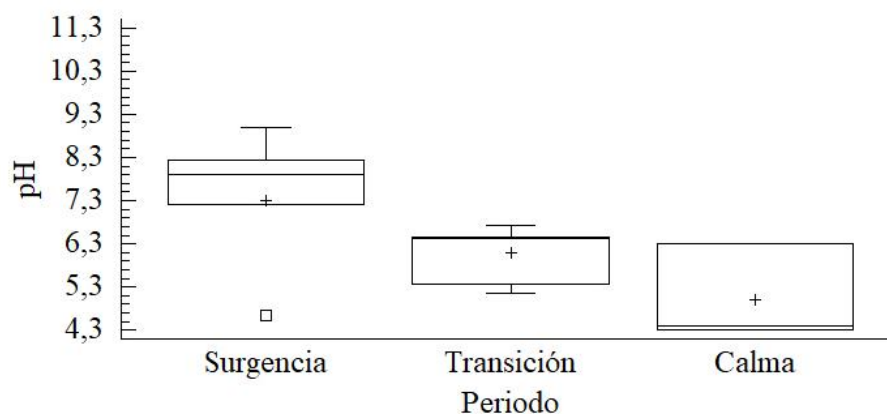 11,3
10,3
9,3
8,3
7,3
6,3
5,3
4,3
pH
Surgencia Transición Calma
Periodo